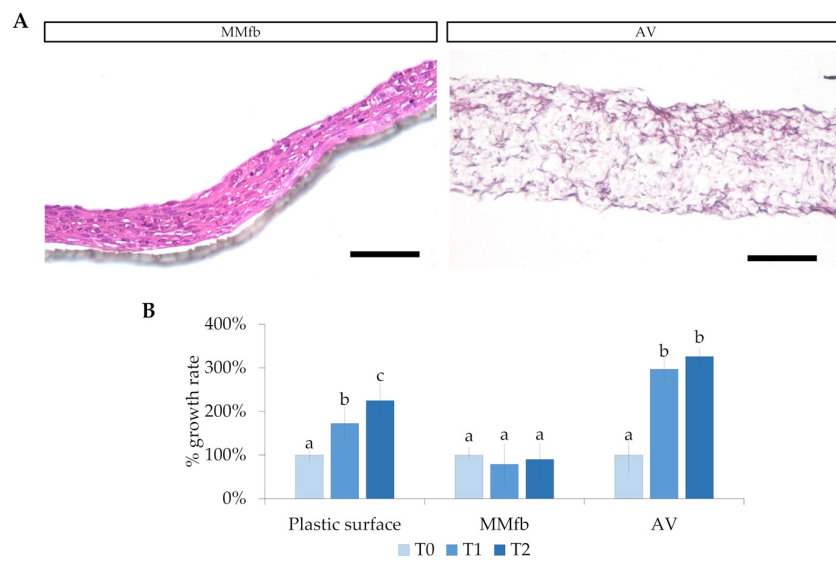 A
MMfb
AV
B
400%
300%
200%
100%
0%
% growth rate
a
b
c
a
a
a
a
b
b
Plastic surface
MMfb
AV
T0
T1
T2